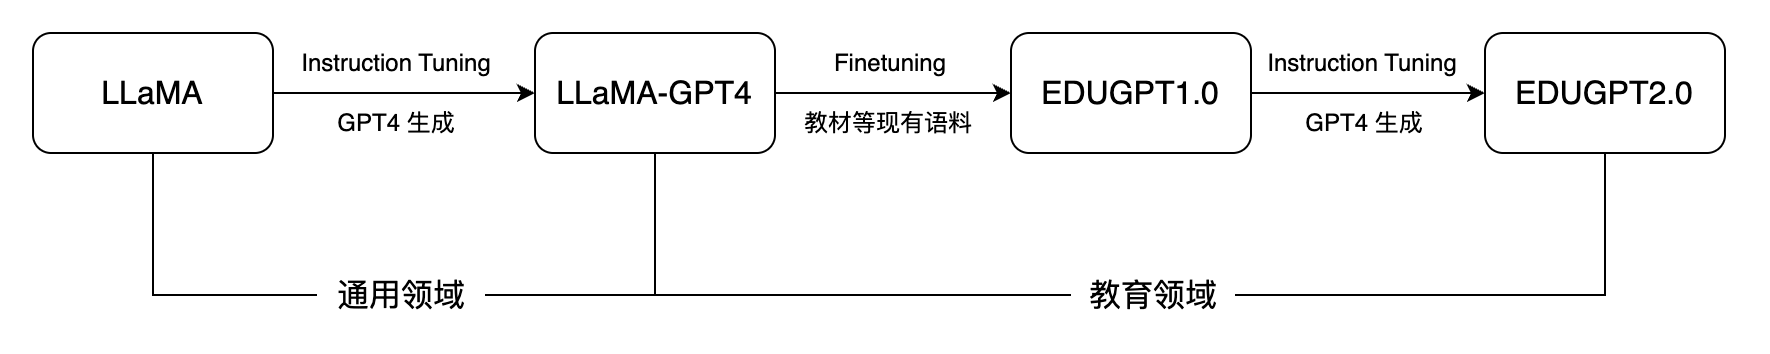 LLaMA
Instruction Tuning
GPT4 生成
LLaMA-GPT4
Finetuning
教材等现有语料
EDUGPT1.0
Instruction Tuning
GPT4 生成
EDUGPT2.0
通用领域
教育领域